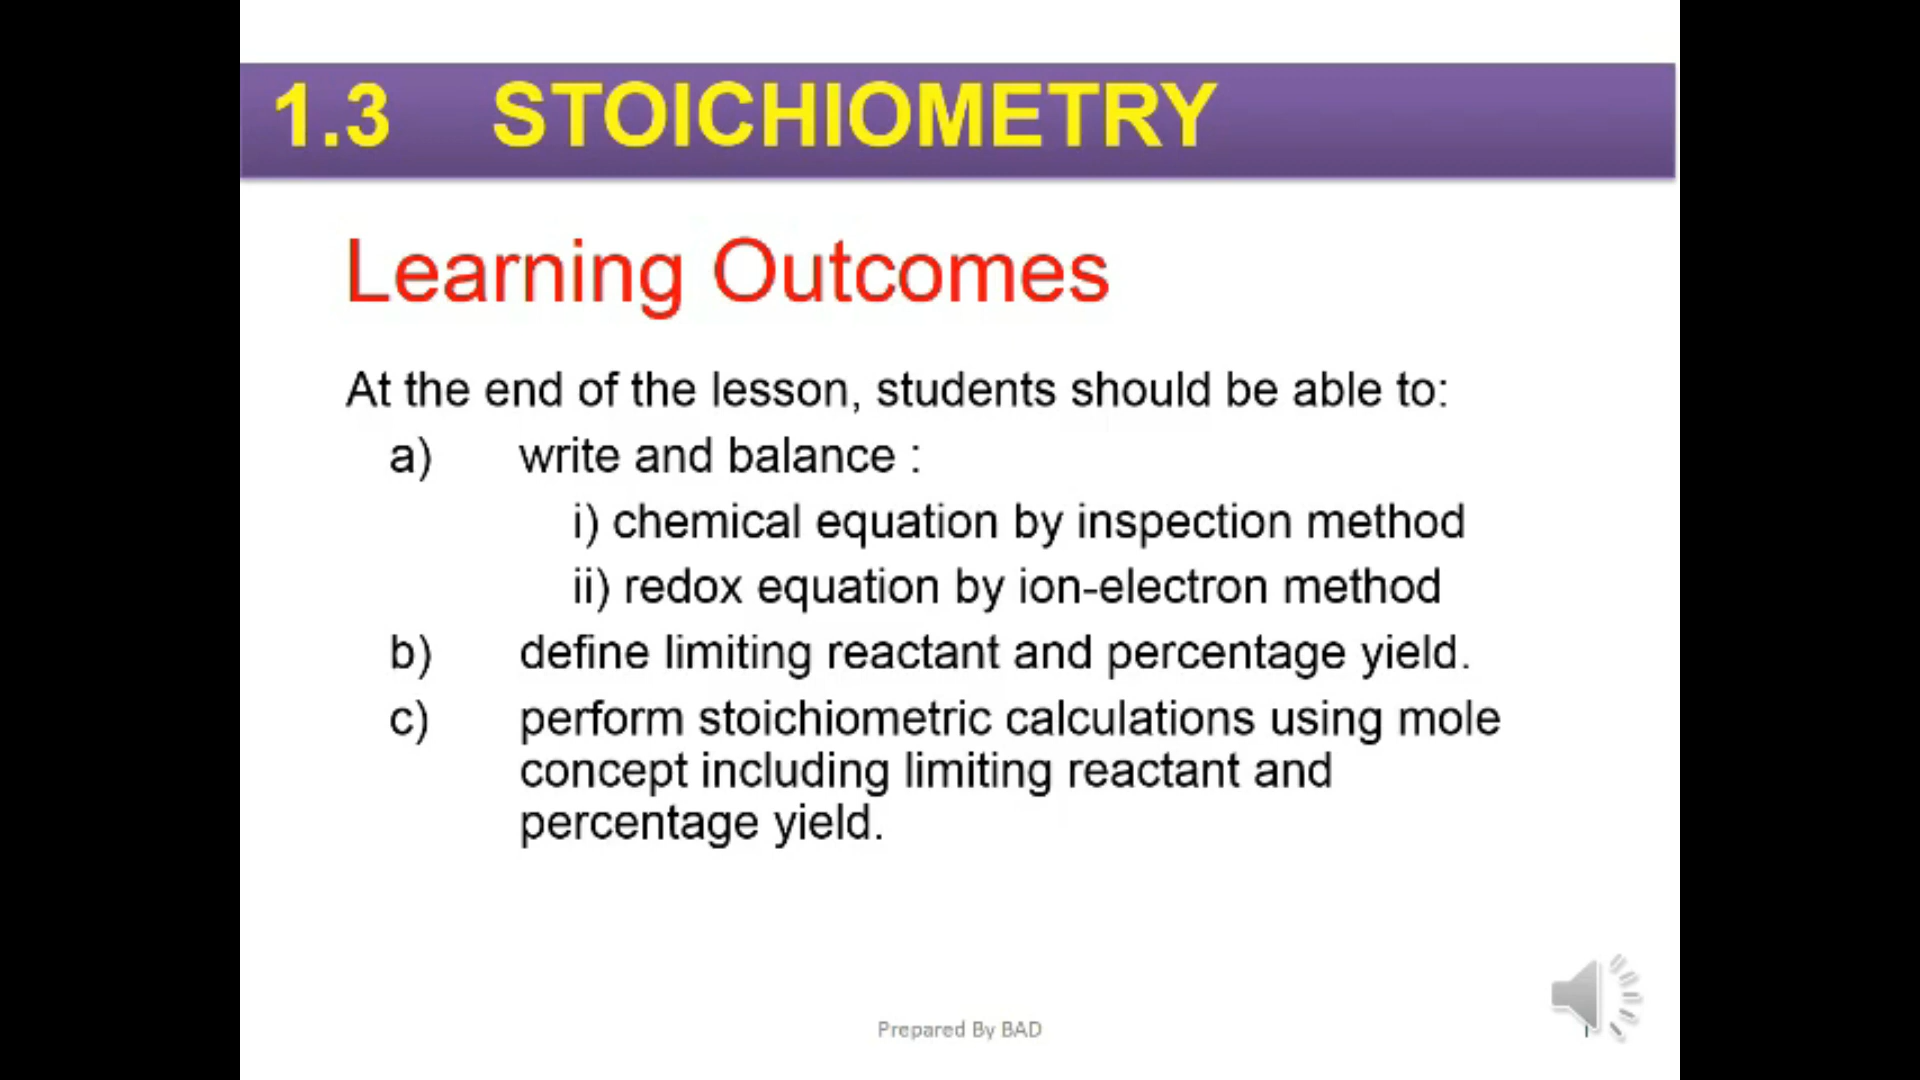 1.3 STOICHIOMETRY
Learning Outcomes
At the end of the lesson, students should be able to:
a) write and balance :
i) chemical equation by inspection method
ii) redox equation by ion-electron method
b) define limiting reactant and percentage yield.
c) perform stoichiometric calculations using mole
concept including limiting reactant and
percentage yield.
Prepared By BAD